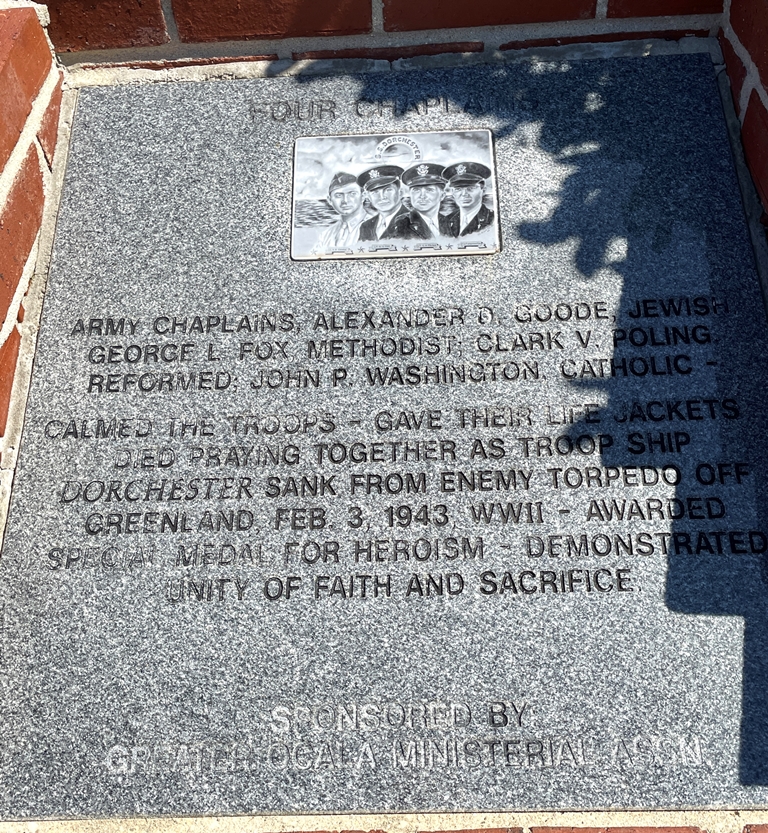 FOUR CHAPLAINS
S.S. DORCHESTER
ARMY CHAPLAINS, ALEXANDER D. GOODE, JEWISH
GEORGE L. FOX, METHODIST; CLARK V. POLING,
REFORMED; JOHN P. WASHINGTON, CATHOLIC -
CALMED THE TROOPS - GAVE THEIR LIFE JACKETS
DIED PRAYING TOGETHER AS TROOP SHIP
DORCHESTER SANK FROM ENEMY TORPEDO OFF
GREENLAND, FEB. 3, 1943, WWII - AWARDED
SPECIAL MEDAL FOR HEROISM - DEMONSTRATED
UNITY OF FAITH AND SACRIFICE.
SPONSORED BY
GREATER OCALA MINISTERIAL ASSN.